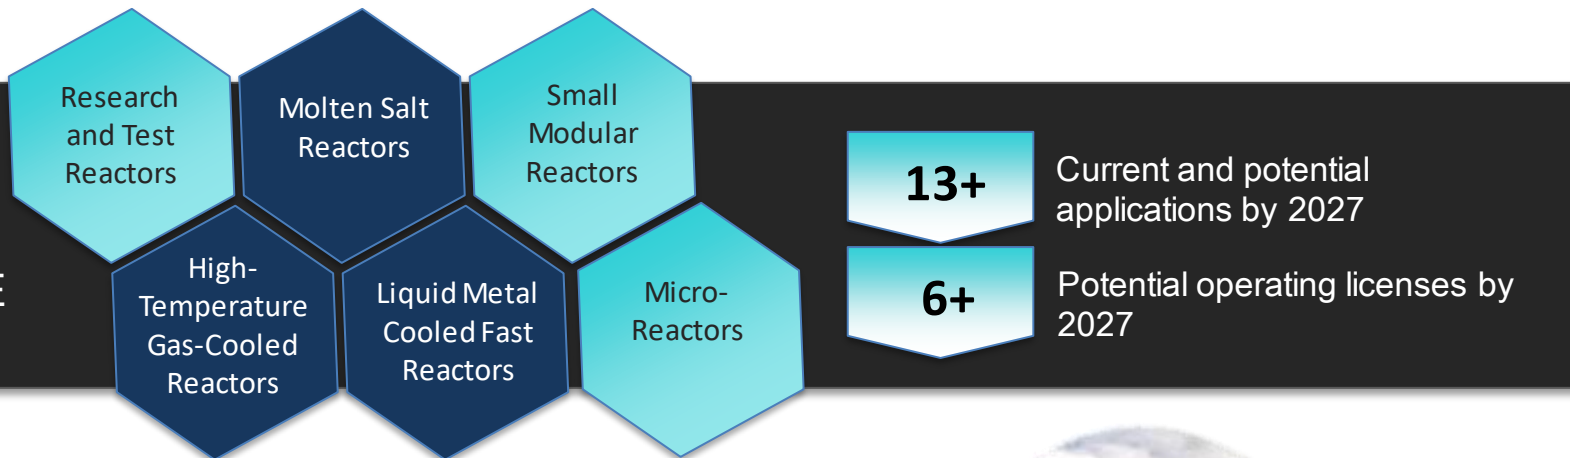 Research
and Test
Reactors
Molten Salt
Reactors
Small
Modular
Reactors
High-
Temperature
Gas-Cooled
Reactors
Liquid Metal
Cooled Fast
Reactors
Micro-
Reactors
13+
Current and potential
applications by 2027
6+
Potential operating licenses by
2027